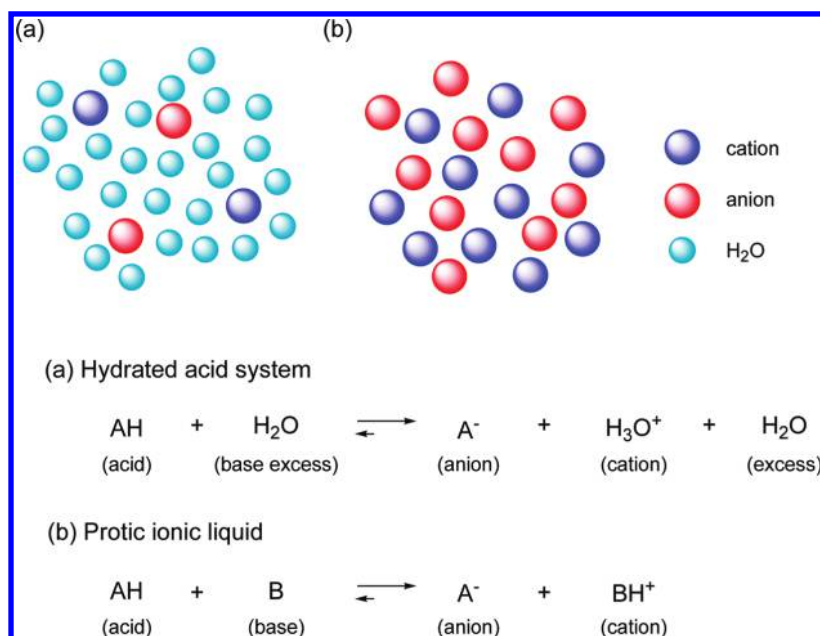 (a) (b)
cation
anion
H₂O
(a) Hydrated acid system
AH + H₂O ⇌ A⁻ + H₃O⁺ + H₂O
(acid) (base excess) (anion) (cation) (excess)
(b) Protic ionic liquid
AH + B ⇌ A⁻ + BH⁺
(acid) (base) (anion) (cation)